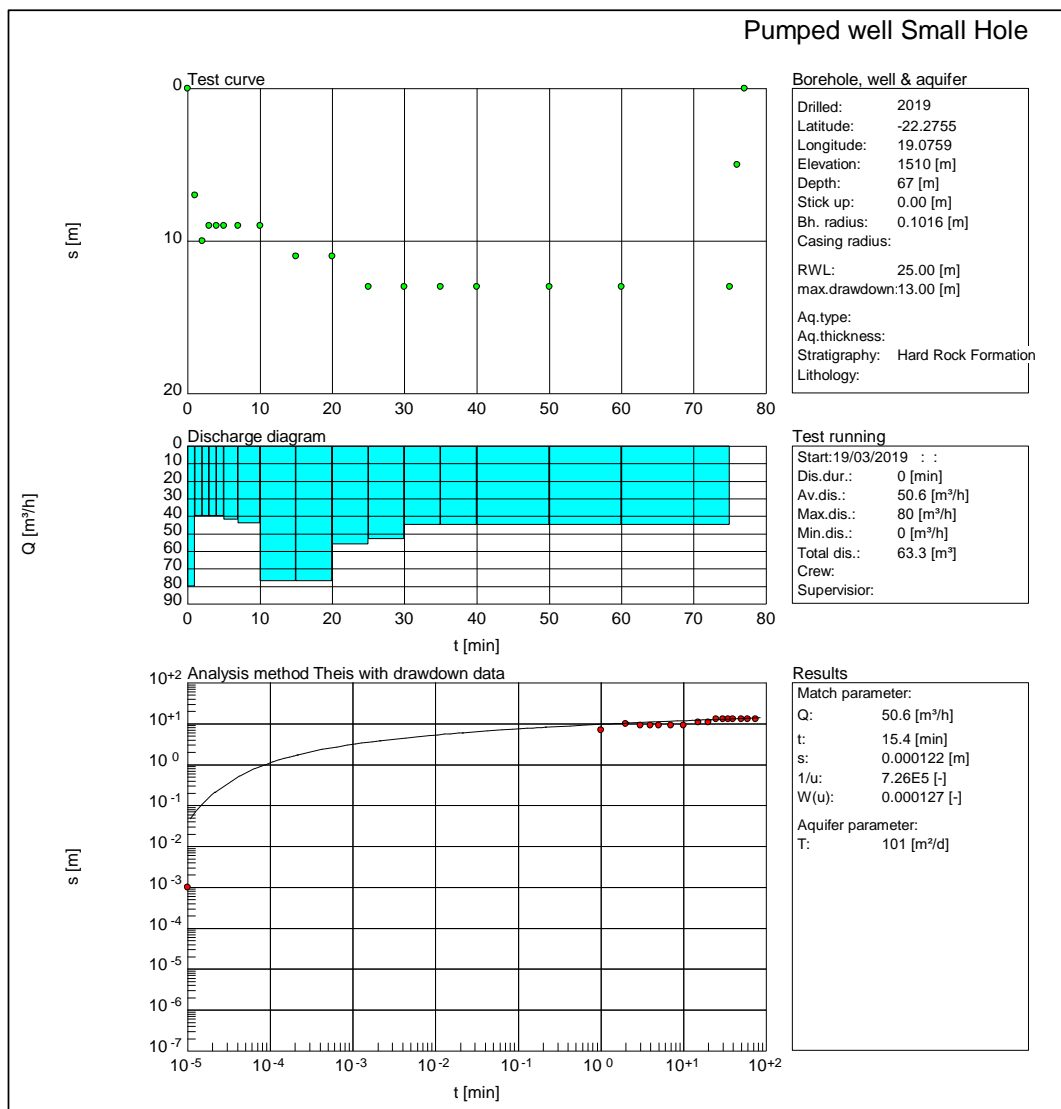 Pumped well Small Hole
Test curve
s [m]
0
10
20
0 10 20 30 40 50 60 70 80
Borehole, well & aquifer
Drilled: 2019
Latitude: -22.2755
Longitude: 19.0759
Elevation: 1510 [m]
Depth: 67 [m]
Stick up: 0.00 [m]
Bh. radius: 0.1016 [m]
Casing radius:
RWL: 25.00 [m]
max.drawdown:13.00 [m]
Aq.type:
Aq.thickness:
Stratigraphy: Hard Rock Formation
Lithology:
Discharge diagram
Q [m³/h]
0
10
20
30
40
50
60
70
80
90
0 10 20 30 40 50 60 70 80
t [min]
Test running
Start:19/03/2019 : :
Dis.dur.: 0 [min]
Av.dis.: 50.6 [m³/h]
Max.dis.: 80 [m³/h]
Min.dis.: 0 [m³/h]
Total dis.: 63.3 [m³]
Crew:
Supervisior:
Analysis method Theis with drawdown data
s [m]
10+2
10+1
10 0
10-1
10-2
10-3
10-4
10-5
10-6
10-7
10-5 10-4 10-3 10-2 10-1 10 0 10+1 10+2
t [min]
Results
Match parameter:
Q: 50.6 [m³/h]
t: 15.4 [min]
s: 0.000122 [m]
1/u: 7.26E5 [-]
W(u): 0.000127 [-]
Aquifer parameter:
T: 101 [m²/d]